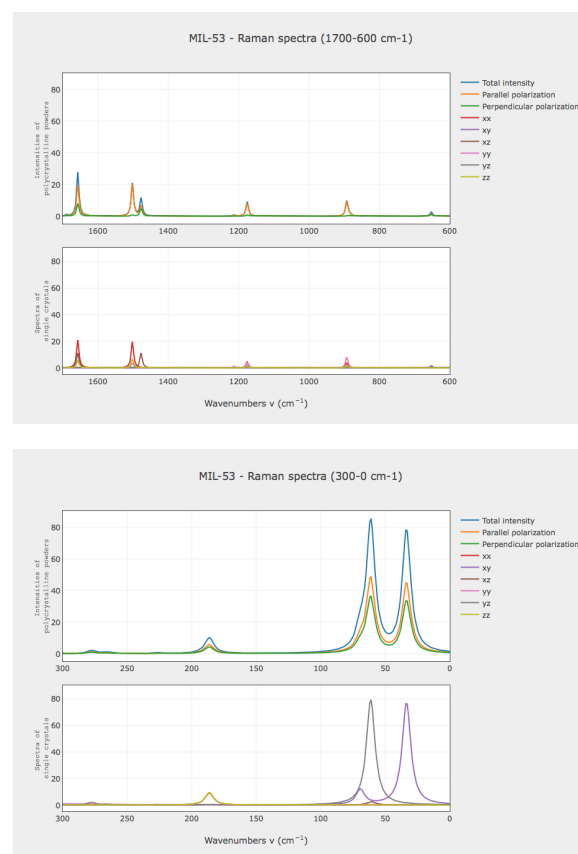 MIL-53 - Raman spectra (1700-600 cm-1)
Intensities of
polycrystalline powders
80
60
40
20
0
1600
1400
1200
1000
800
600
Total intensity
Parallel polarization
Perpendicular polarization
xx
xy
xz
yy
yz
zz
Spectra of
single crystals
80
60
40
20
0
1600
1400
1200
1000
800
600
Wavenumbers v (cm⁻¹)
MIL-53 - Raman spectra (300-0 cm-1)
Intensities of
polycrystalline powders
80
60
40
20
0
300
250
200
150
100
50
0
Total intensity
Parallel polarization
Perpendicular polarization
xx
xy
xz
yy
yz
zz
Spectra of
single crystals
80
60
40
20
0
300
250
200
150
100
50
0
Wavenumbers v (cm⁻¹)